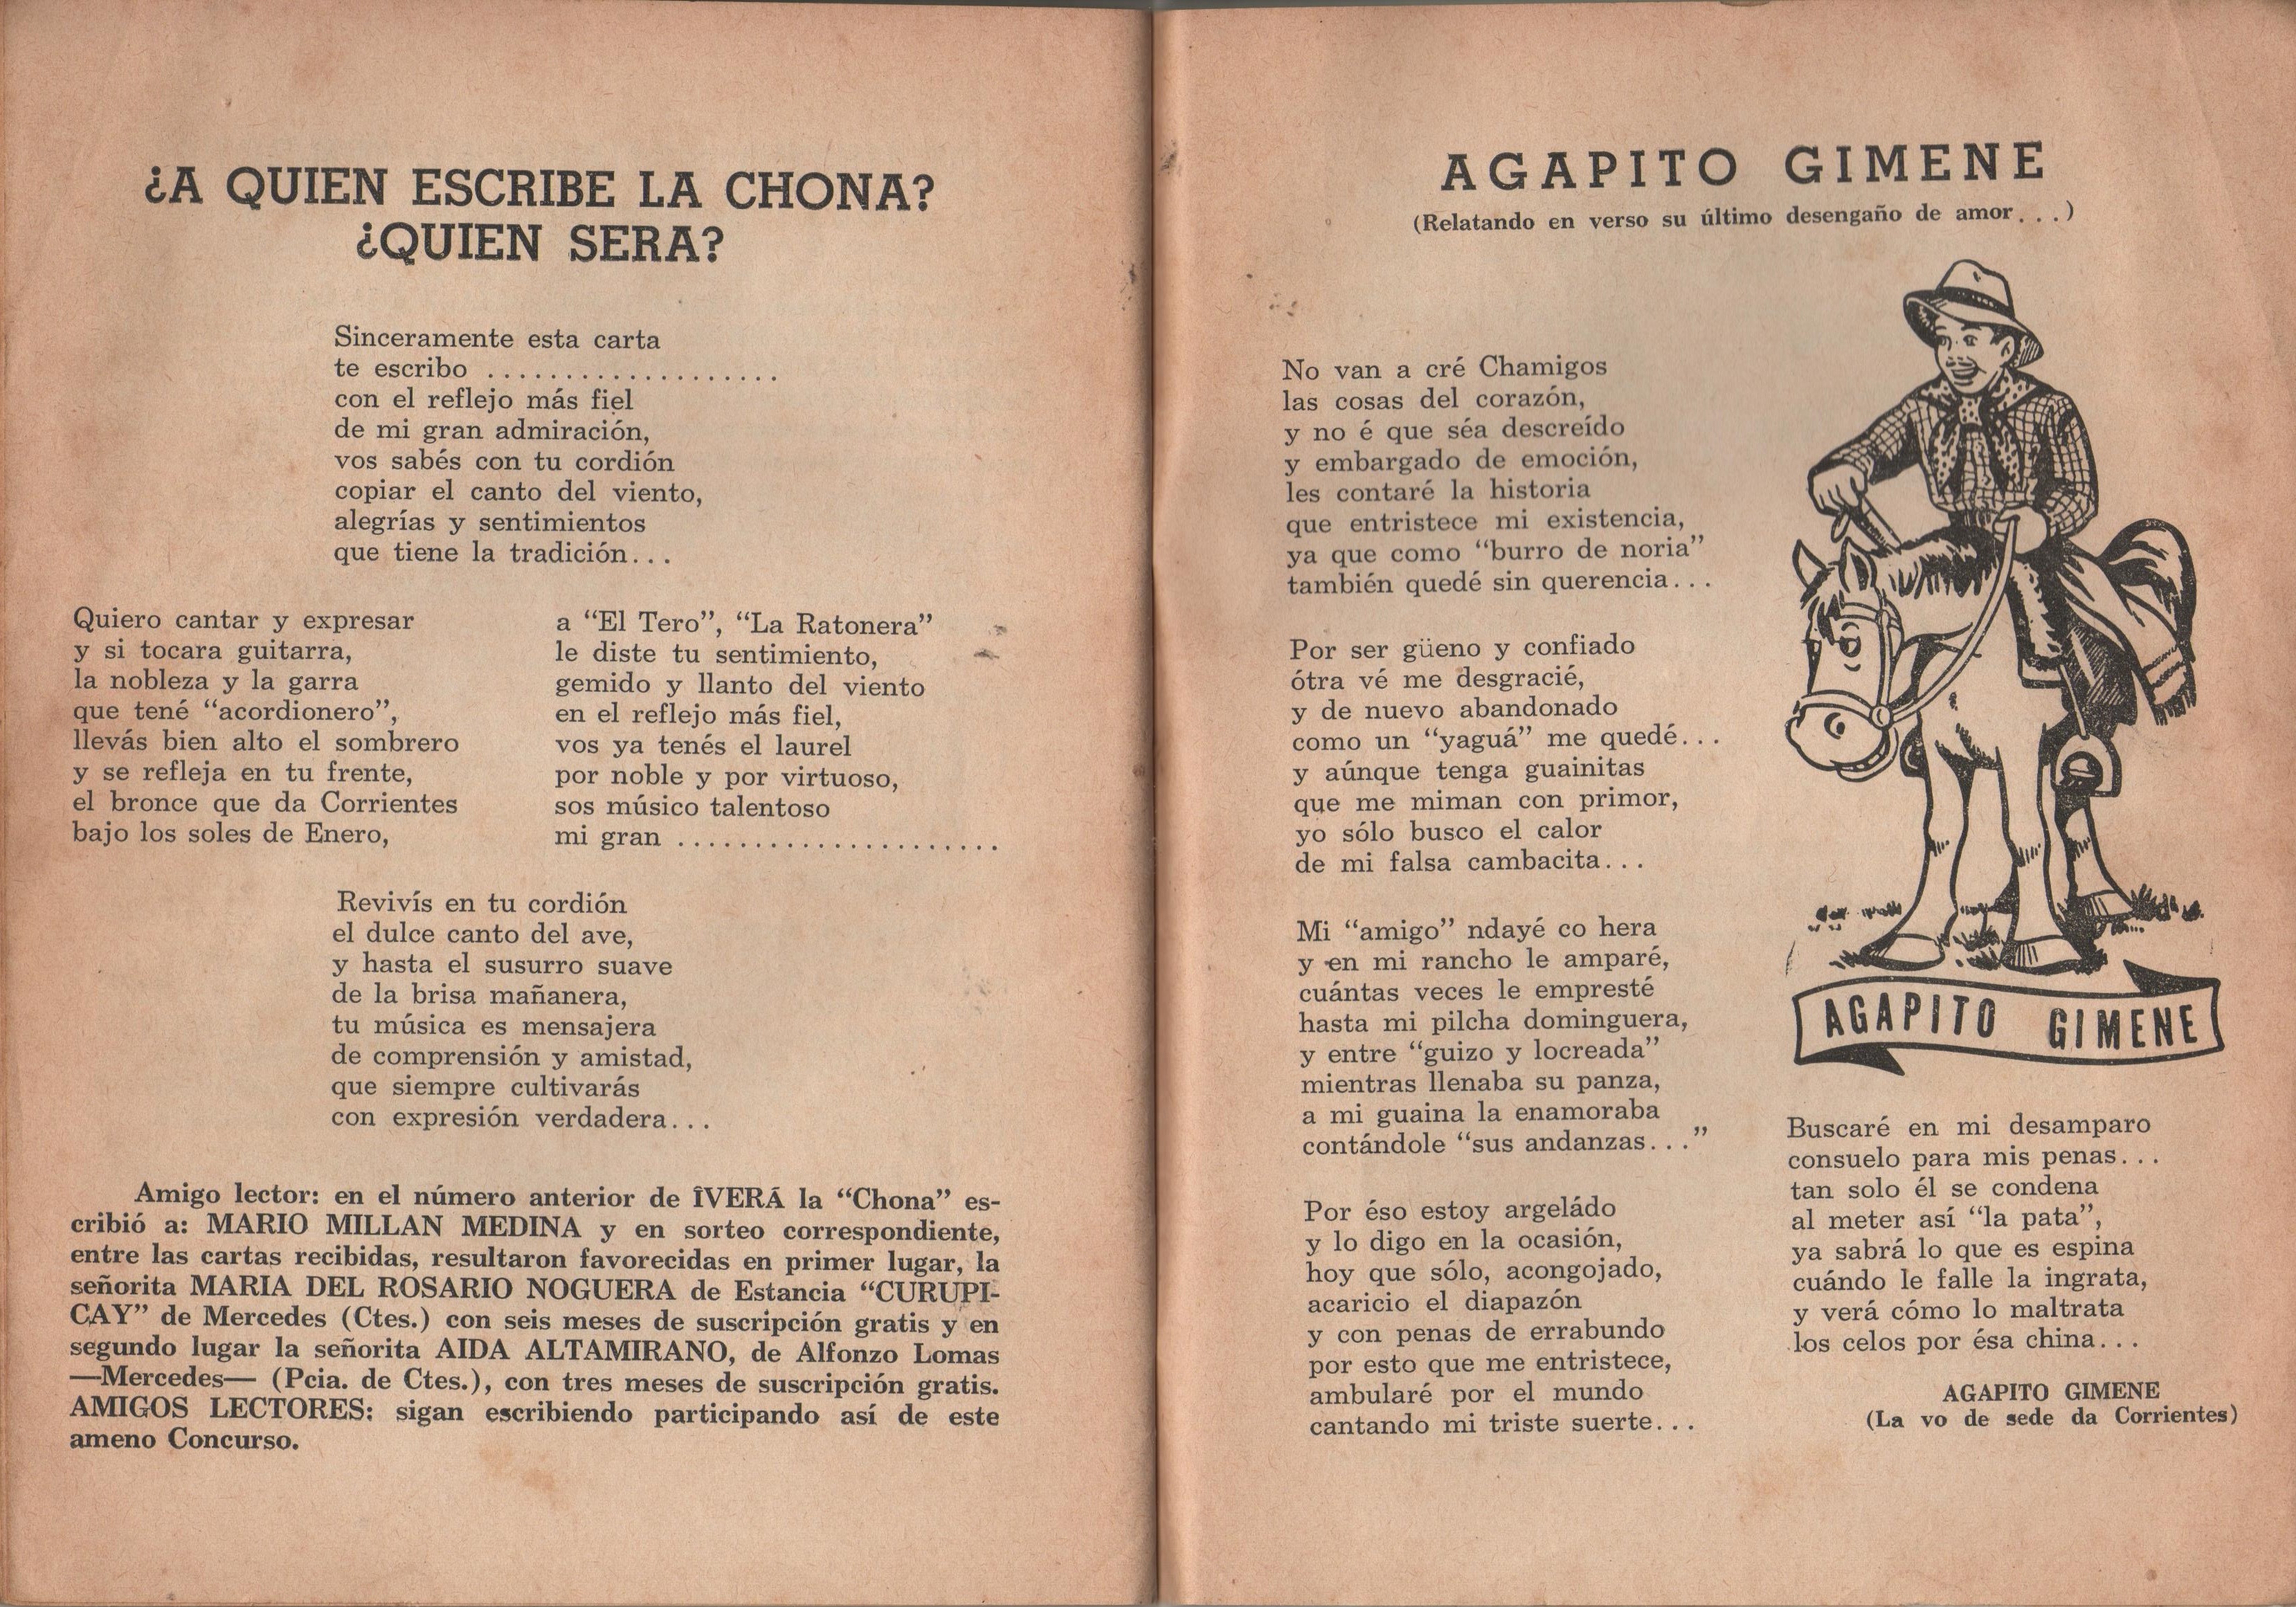 ¿A QUIEN ESCRIBE LA CHONA?
¿QUIEN SERA?
Sinceramente esta carta
te escribo ...................
con el reflejo más fiel
de mi gran admiración,
vos sabés con tu cordión
copiar el canto del viento,
alegrías y sentimientos
que tiene la tradición...
Quiero cantar y expresar
y si tocara guitarra,
la nobleza y la garra
que tené “acordionero”,
llevás bien alto el sombrero
y se refleja en tu frente,
el bronce que da Corrientes
bajo los soles de Enero,
a “El Tero”, “La Ratonera”
le diste tu sentimiento,
gemido y llanto del viento
en el reflejo más fiel,
vos ya tenés el laurel
por noble y por virtuoso,
sos músico talentoso
mi gran .....................
Revivís en tu cordión
el dulce canto del ave,
y hasta el susurro suave
de la brisa mañanera,
tu música es mensajera
de comprensión y amistad,
que siempre cultivarás
con expresión verdadera...
Amigo lector: en el número anterior de ÎVERÁ la “Chona” es-
cribió a: MARIO MILLAN MEDINA y en sorteo correspondiente,
entre las cartas recibidas, resultaron favorecidas en primer lugar, la
señorita MARIA DEL ROSARIO NOGUERA de Estancia “CURUPI-
CAY” de Mercedes (Ctes.) con seis meses de suscripción gratis y en
segundo lugar la señorita AIDA ALTAMIRANO, de Alfonzo Lomas
—Mercedes— (Pcia. de Ctes.), con tres meses de suscripción gratis.
AMIGOS LECTORES: sigan escribiendo participando así de este
ameno Concurso.
AGAPITO GIMENE
(Relatando en verso su último desengaño de amor...)
No van a cré Chamigos
las cosas del corazón,
y no é que séa descreído
y embargado de emoción,
les contaré la historia
que entristece mi existencia,
ya que como “burro de noria”
también quedé sin querencia...
Por ser güeno y confiado
ótra vé me desgracié,
y de nuevo abandonado
como un “yaguá” me quedé...
y aúnque tenga guainitas
que me miman con primor,
yo sólo busco el calor
de mi falsa cambacita...
Mi “amigo” ndayé co hera
y en mi rancho le amparé,
cuántas veces le empresté
hasta mi pilcha dominguera,
y entre “guizo y locreada”
mientras llenaba su panza,
a mi guaina la enamoraba
contándole “sus andanzas...”
Por éso estoy argeládo
y lo digo en la ocasión,
hoy que sólo, acongojado,
acaricio el diapazón
y con penas de errabundo
por esto que me entristece,
ambularé por el mundo
cantando mi triste suerte...
AGAPITO GIMENE
Buscaré en mi desamparo
consuelo para mis penas...
tan solo él se condena
al meter así “la pata”,
ya sabrá lo que es espina
cuándo le falle la ingrata,
y verá cómo lo maltrata
los celos por ésa china...
AGAPITO GIMENE
(La vo de sede da Corrientes)